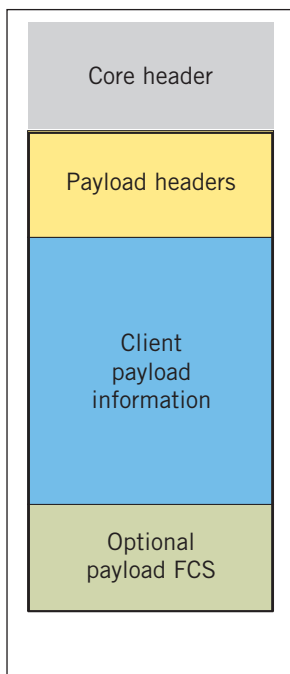 Core header
Payload headers
Client
payload
information
Optional
payload FCS